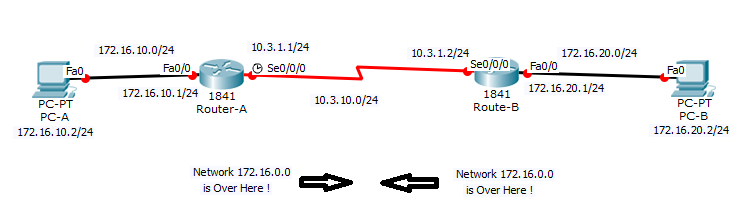 172.16.10.0/24
10.3.1.1/24
10.3.1.2/24
172.16.20.0/24
Fa0
Fa0/0
Se0/0/0
Se0/0/0
Fa0/0
Fa0
PC-PT
PC-A
172.16.10.2/24
172.16.10.1/24
1841
Router-A
10.3.10.0/24
1841
Route-B
172.16.20.1/24
PC-PT
PC-B
172.16.20.2/24
Network 172.16.0.0
is Over Here !
Network 172.16.0.0
is Over Here !